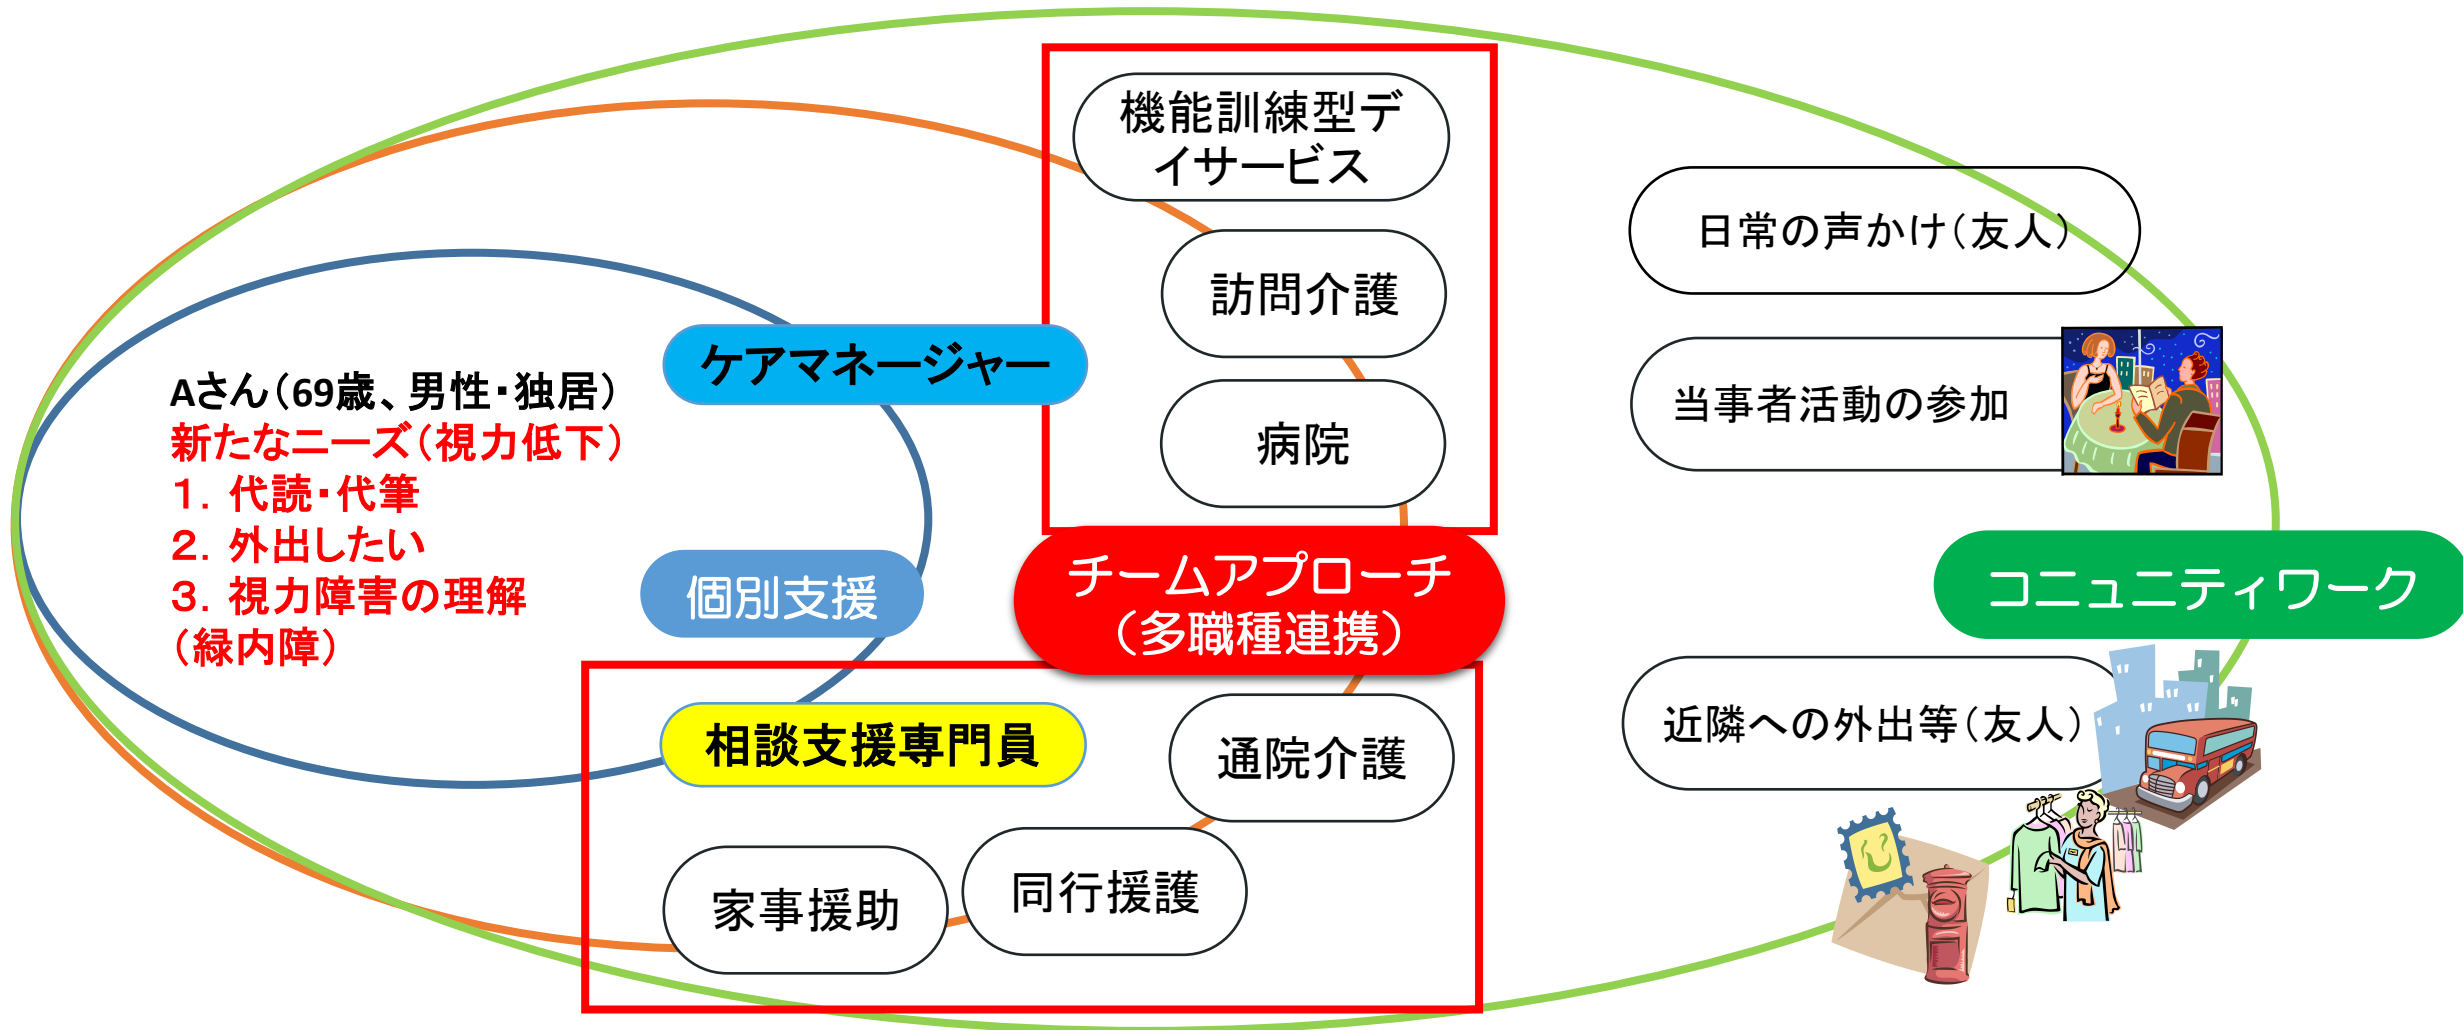 機能訓練型デ
イサービス
訪問介護
病院
日常の声かけ（友人）
当事者活動の参加
ケアマネージャー
Aさん（69歳、男性・独居）
新たなニーズ（視力低下）
１．代読・代筆
２．外出したい
３．視力障害の理解
（緑内障）
個別支援
チームアプローチ
（多職種連携）
コニュニティワーク
相談支援専門員
通院介護
家事援助
同行援護
近隣への外出等（友人）